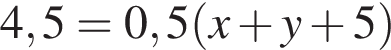 4,5 = 0,5(x + y + 5)